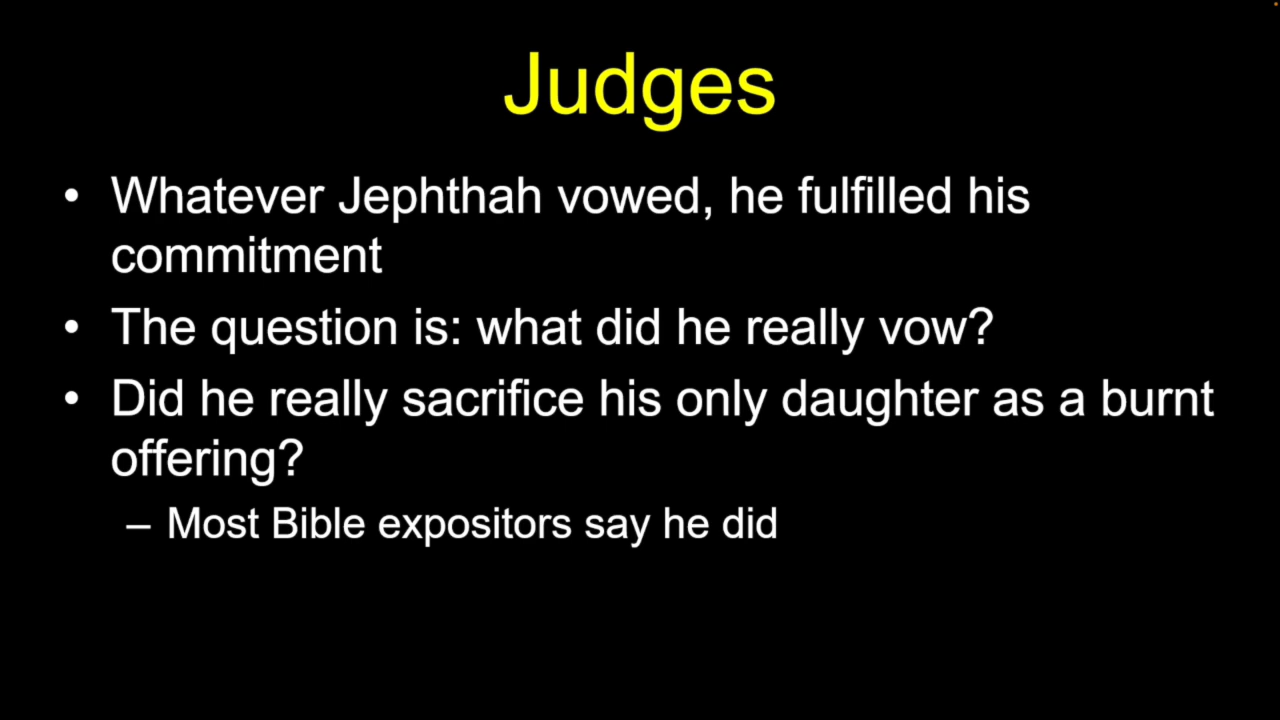 Judges
• Whatever Jephthah vowed, he fulfilled his
commitment
• The question is: what did he really vow?
• Did he really sacrifice his only daughter as a burnt
offering?
– Most Bible expositors say he did